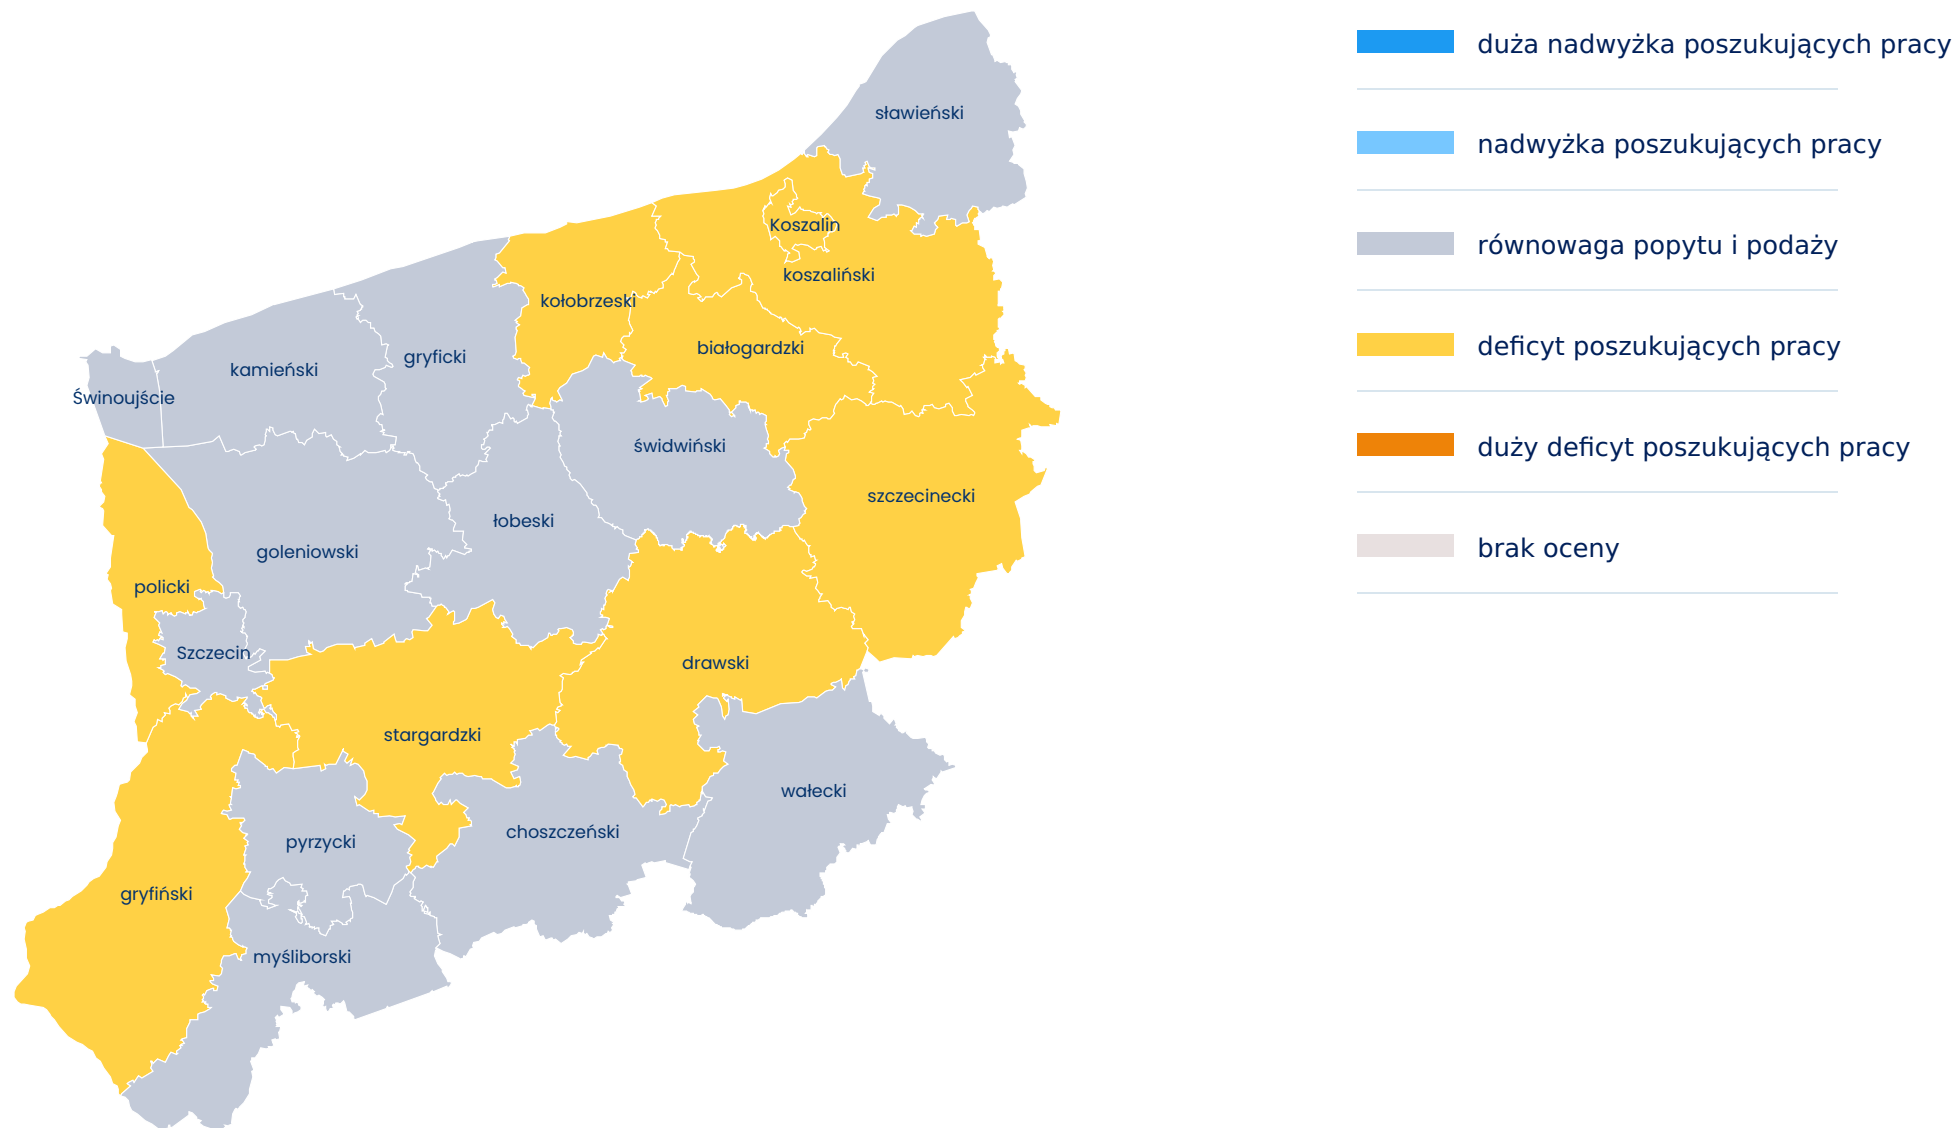 sławieński
Koszalin
koszaliński
kołobrzeski
białogardzki
gryficki
kamieński
Świnoujście
świdwiński
szczecinecki
łobeski
goleniowski
policki
Szczecin
drawski
stargardzki
wałecki
choszczeński
pyrzycki
gryfiński
myśliborski
duża nadwyżka poszukujących pracy
nadwyżka poszukujących pracy
równowaga popytu i podaży
deficyt poszukujących pracy
duży deficyt poszukujących pracy
brak oceny